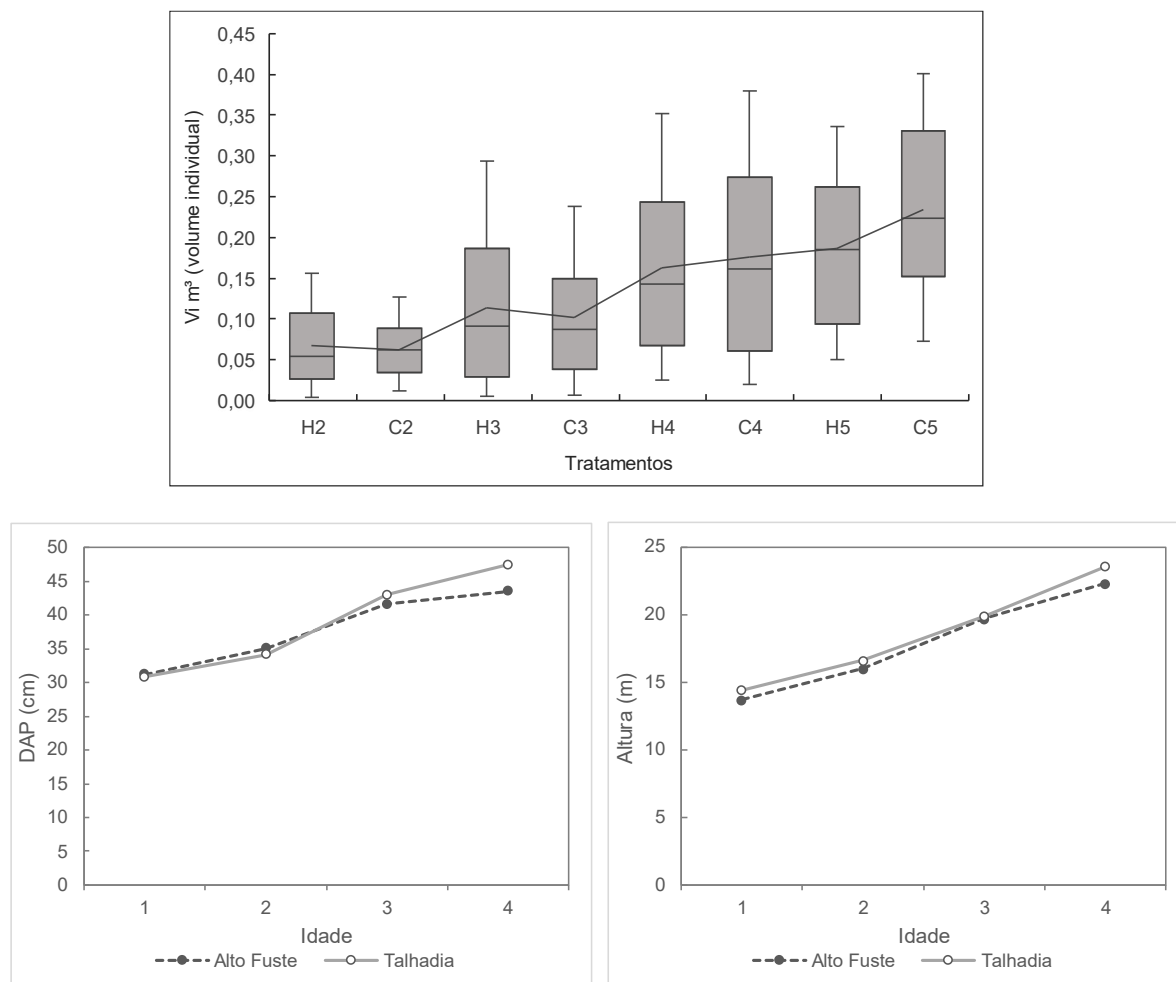 Vi m³ (volume individual)
0,45
0,40
0,35
0,30
0,25
0,20
0,15
0,10
0,05
0,00
H2 C2 H3 C3 H4 C4 H5 C5
Tratamentos
DAP (cm)
50
45
40
35
30
25
20
15
10
5
0
1 2 3 4
Idade
Alto Fuste Talhadia
Altura (m)
25
20
15
10
5
0
1 2 3 4
Idade
Alto Fuste Talhadia